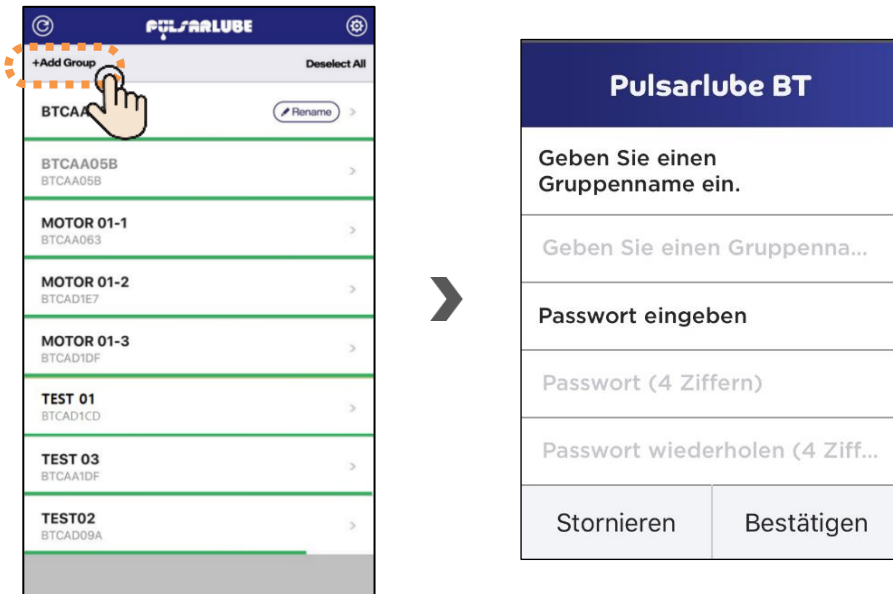 PULSARLUBE
+Add Group
Deselect All
BTCAA
Rename
BTCAA05B
BTCAA05B
MOTOR 01-1
BTCAA063
MOTOR 01-2
BTCAD1E7
MOTOR 01-3
BTCAD1DF
TEST 01
BTCAD1CD
TEST 03
BTCAA1DF
TEST02
BTCAD09A
Pulsarlube BT
Geben Sie einen
Gruppenname ein.
Geben Sie einen Gruppenna...
Passwort eingeben
Passwort (4 Ziffern)
Passwort wiederholen (4 Ziff...
Stornieren
Bestätigen